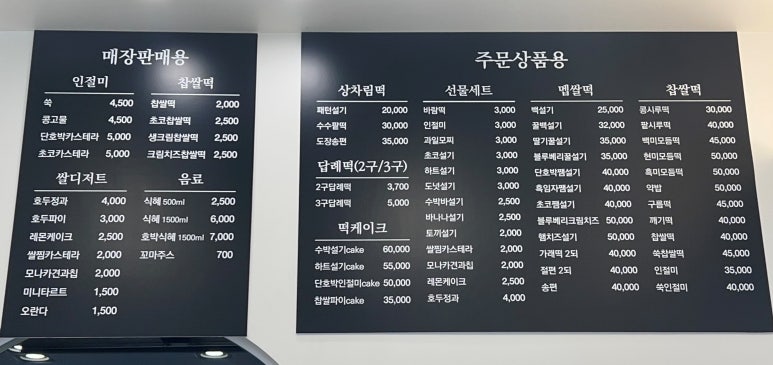 매장판매용
인절미
쑥 4,500
콩고물 4,500
단호박카스테라 5,000
초코카스테라 5,000
찹쌀떡
찹쌀떡 2,000
초코찹쌀떡 2,500
생크림찹쌀떡 2,500
크림치즈찹쌀떡 2,500
쌀디저트
호두정과 4,000
호두파이 3,000
레몬케이크 2,500
쌀찜카스테라 2,000
모나카견과칩 2,000
미니타르트 1,500
오란다 1,500
음료
식혜 500ml 2,500
식혜 1500ml 6,000
호박식혜 1500ml 7,000
꼬마주스 700
주문상품용
상차림떡
패턴설기 20,000
수수팥떡 30,000
도장송편 35,000
답례떡(2구/3구)
2구답례떡 3,700
3구답례떡 5,000
떡케이크
수박설기cake 60,000
하트설기cake 55,000
단호박인절미cake 50,000
찹쌀파이cake 35,000
선물세트
바람떡 3,000
인절미 3,000
과일모찌 3,000
초코설기 3,000
하트설기 3,000
도넛설기 3,000
수박바설기 2,500
바나나설기 2,500
토끼설기 2,000
쌀찜카스테라 2,000
모나카견과칩 2,000
레몬케이크 2,500
호두정과 4,000
멥쌀떡
백설기 25,000
꿀백설기 32,000
딸기꿀설기 35,000
블루베리꿀설기 35,000
단호박쨈설기 40,000
흑임자쨈설기 40,000
초코쨈설기 40,000
블루베리크림치즈 50,000
햄치즈설기 50,000
가래떡 2되 40,000
절편 2되 40,000
송편 40,000
찹쌀떡
콩시루떡 30,000
팥시루떡 40,000
백미모듬떡 45,000
현미모듬떡 50,000
흑미모듬떡 50,000
약밥 50,000
구름떡 45,000
깨기떡 40,000
찹쌀떡 40,000
쑥찹쌀떡 45,000
인절미 35,000
쑥인절미 40,000